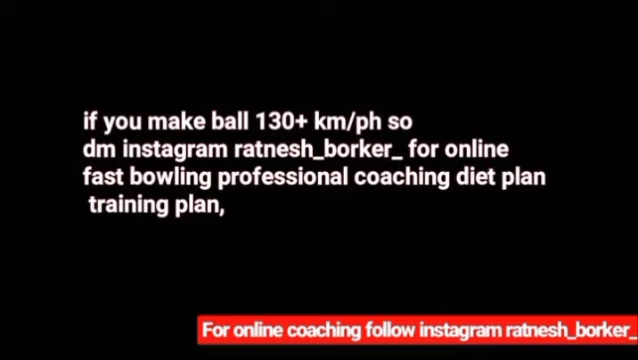 if you make ball 130+ km/ph so
dm instagram ratnesh_borker_ for online
fast bowling professional coaching diet plan
training plan,
For online coaching follow instagram ratnesh_borker_